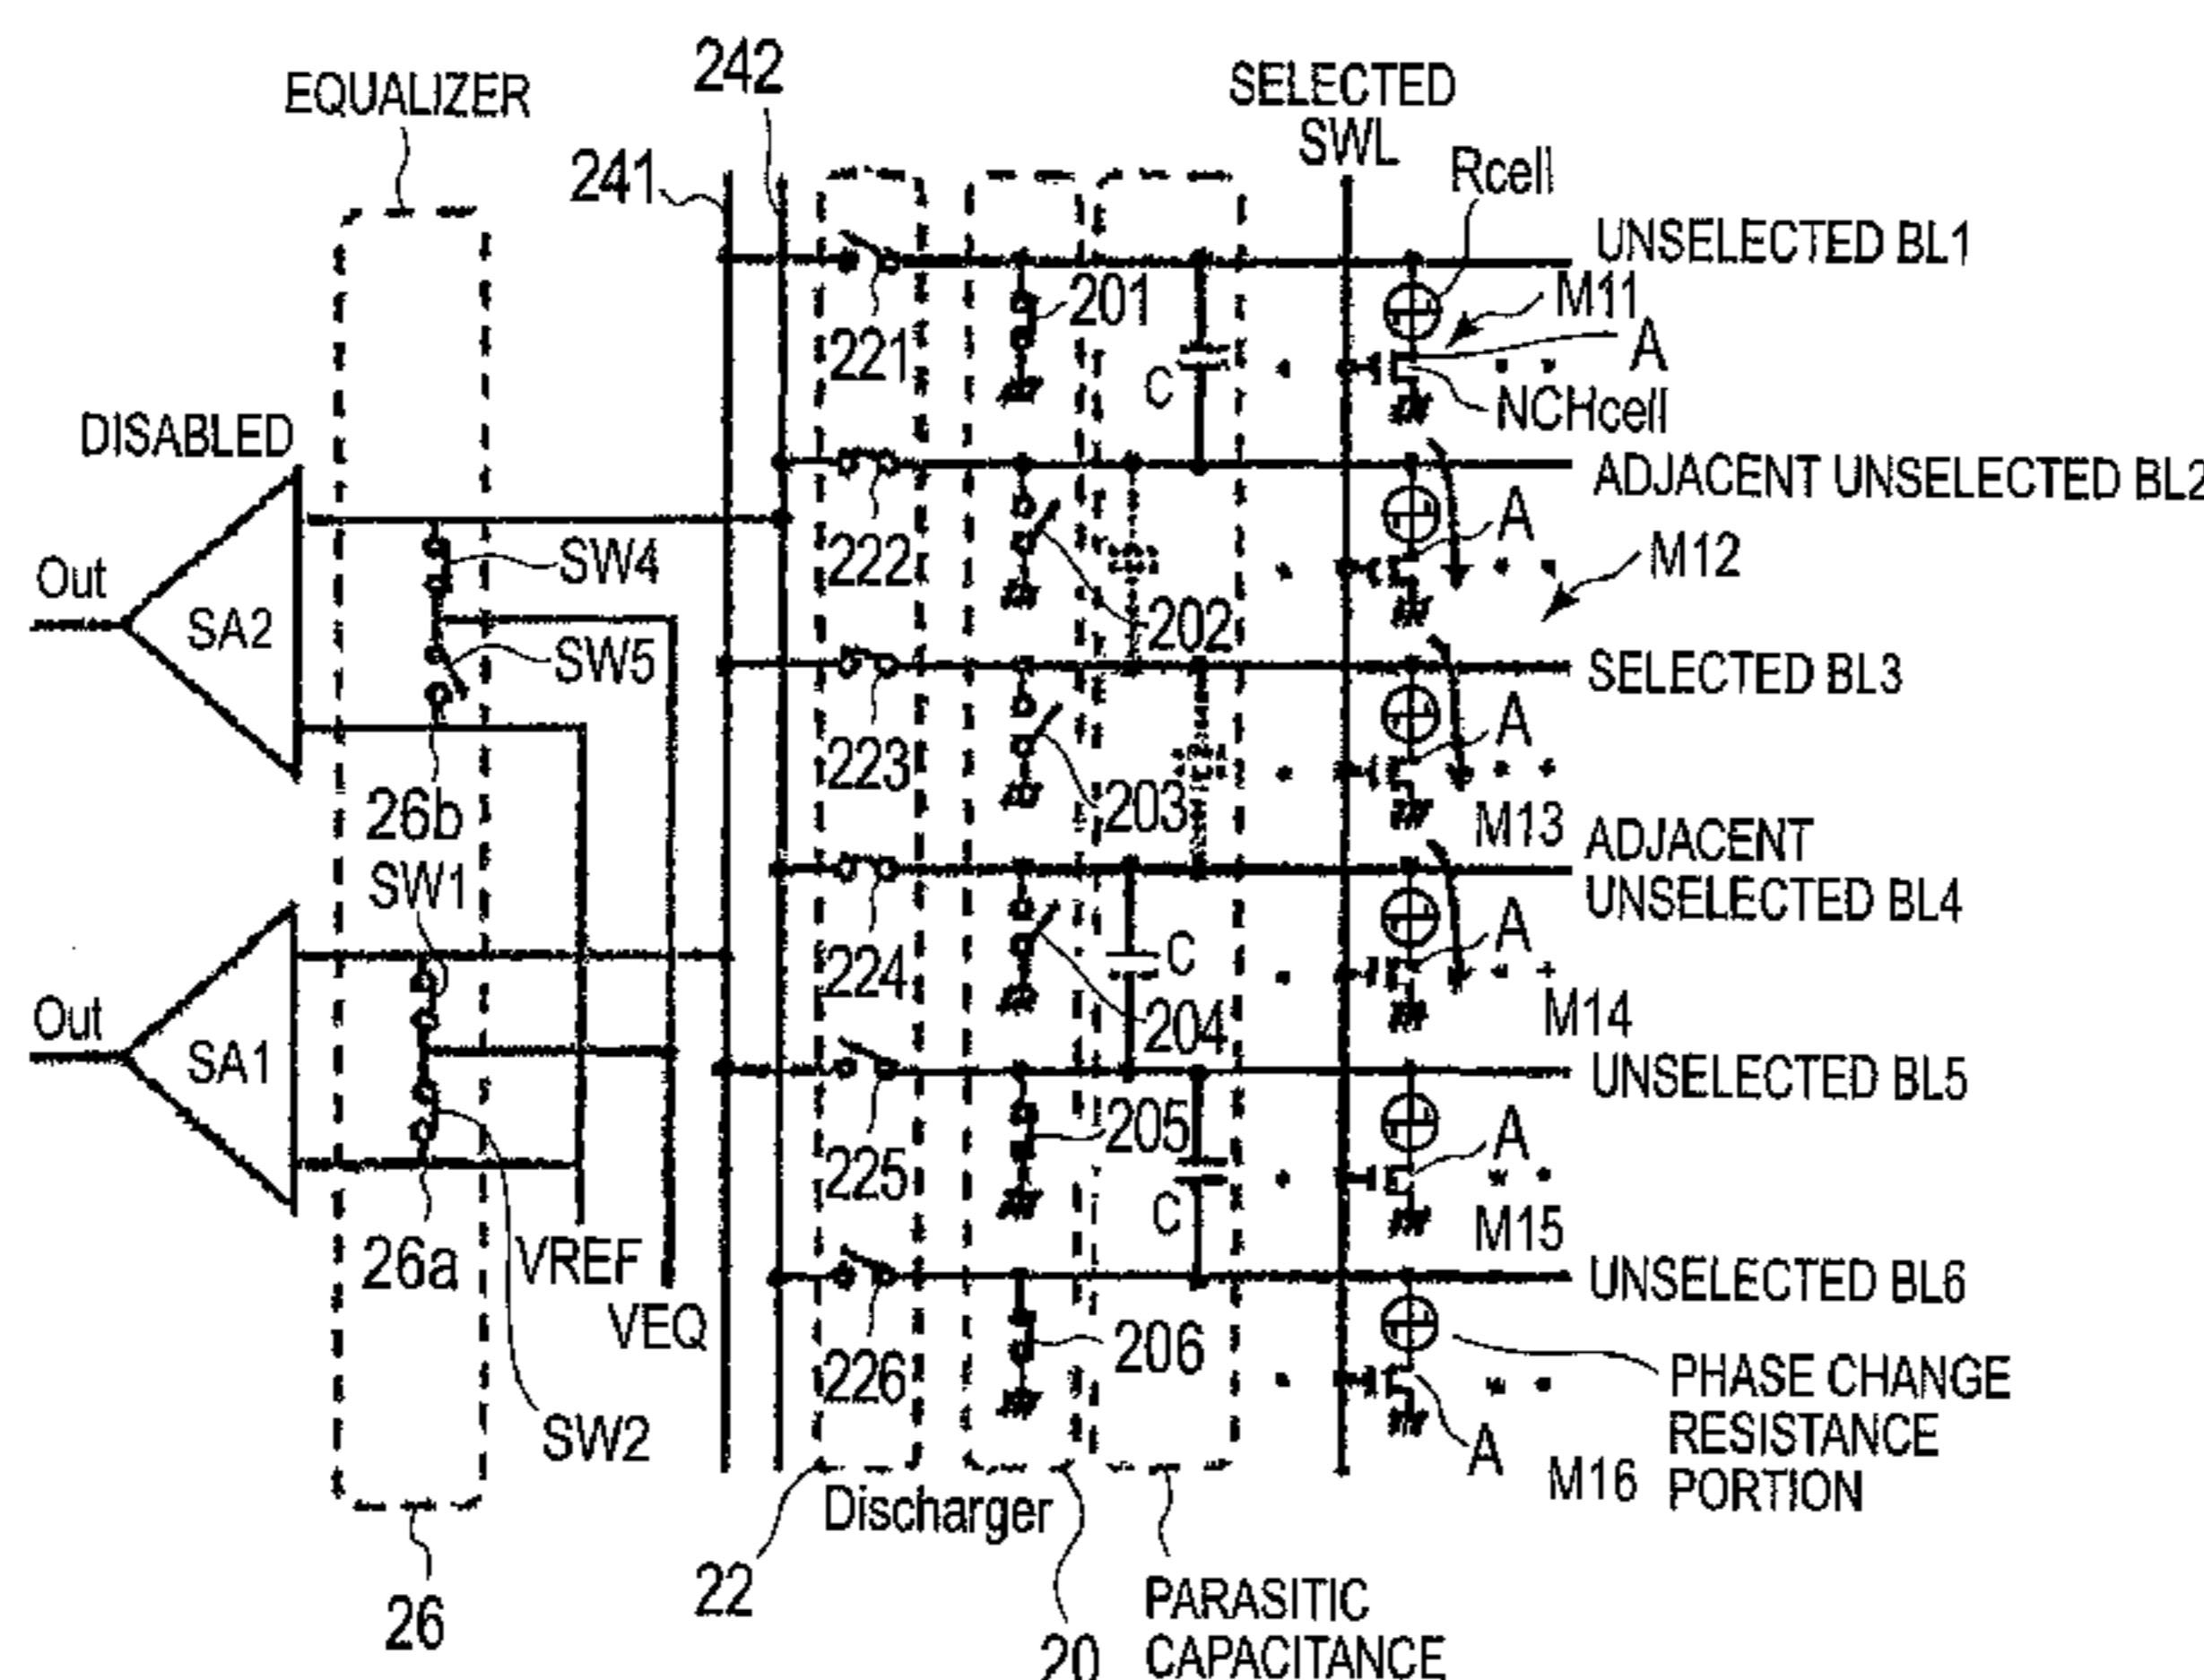 242
EQUALIZER
SELECTED
SWL
241
Rcell
UNSELECTED BL1
M11
201
221
A
C
NCHcell
DISABLED
ADJACENT UNSELECTED BL2
A
SW4
222
M12
Out
SA2
202
SW5
SELECTED BL3
A
223
203
26b
M13
ADJACENT
UNSELECTED BL4
SW1
A
C
224
204
M14
Out
SA1
UNSELECTED BL5
205
A
225
C
M15
26a
VREF
UNSELECTED BL6
VEQ
206
226
PHASE CHANGE
RESISTANCE
PORTION
SW2
A
M16
Discharger
22
26
20
PARASITIC
CAPACITANCE